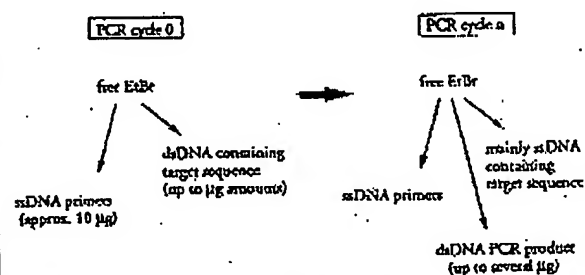 PCR cycle 0
free EtBr
dsDNA containing
target sequence
(up to µg amounts)
ssDNA primers
(approx. 10 µg)
PCR cycle n
free EtBr
mainly ssDNA
containing
target sequence
ssDNA primers
dsDNA PCR product
(up to several µg)